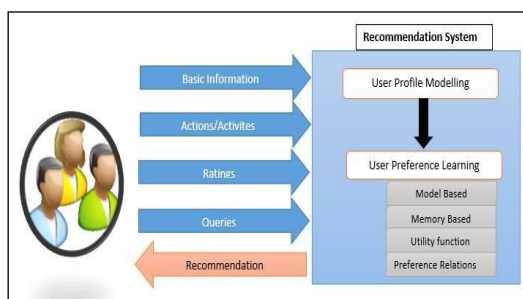 Recommendation System
Basic Information
User Profile Modelling
Actions/Activites
Ratines
User Preference Learning
Model Based
Queries
Memory Based
Utility function
Recommendation
Preference Relations